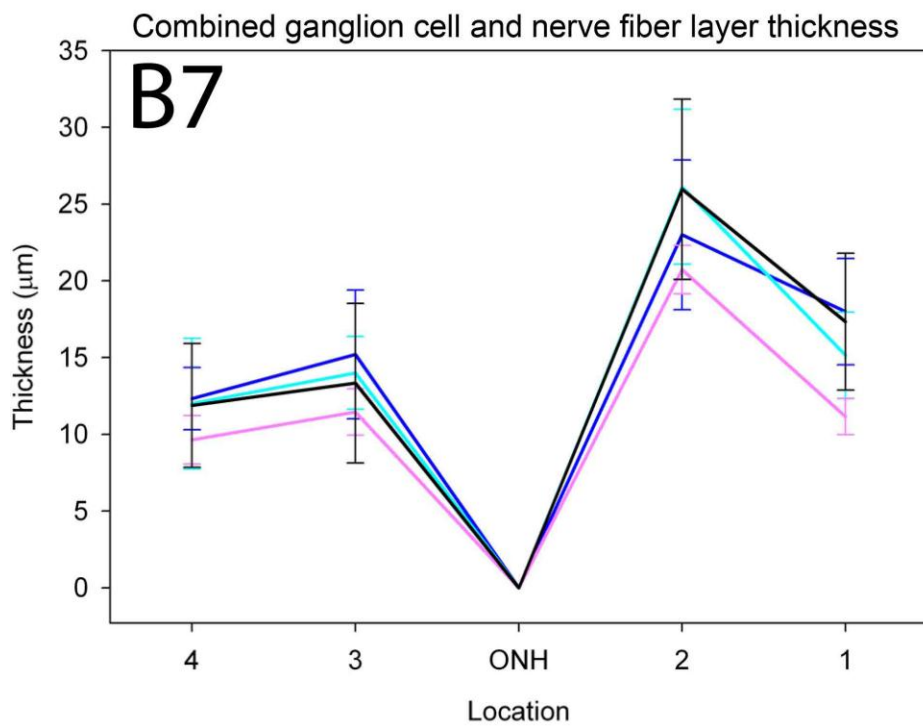 Combined ganglion cell and nerve fiber layer thickness
B7
35
30
25
20
15
10
5
0
Thickness (μm)
4 3 ONH 2 1
Location